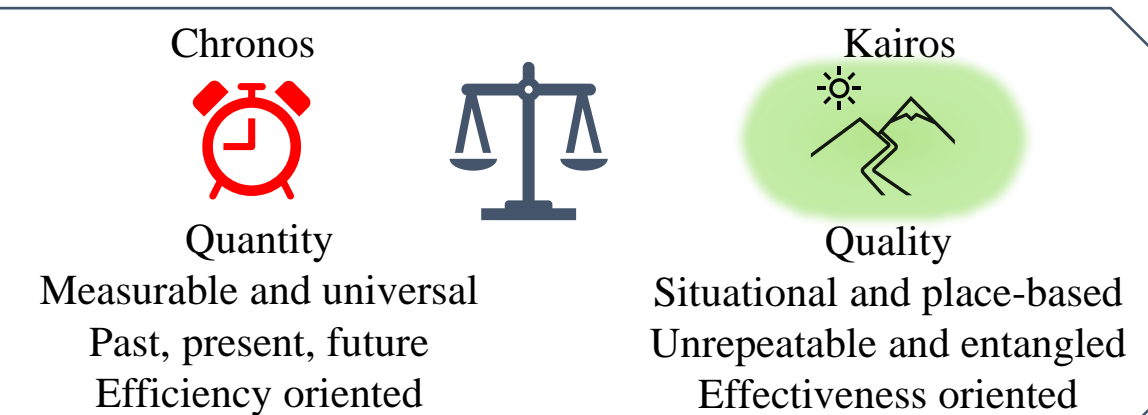 Chronos
Quantity
Measurable and universal
Past, present, future
Efficiency oriented
Kairos
Quality
Situational and place-based
Unrepeatable and entangled
Effectiveness oriented